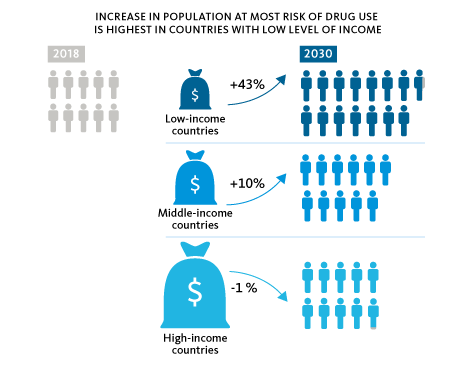 INCREASE IN POPULATION AT MOST RISK OF DRUG USE
IS HIGHEST IN COUNTRIES WITH LOW LEVEL OF INCOME
2018
2030
$
+43%
Low-income
countries
$
+10%
Middle-income
countries
$
-1 %
High-income
countries